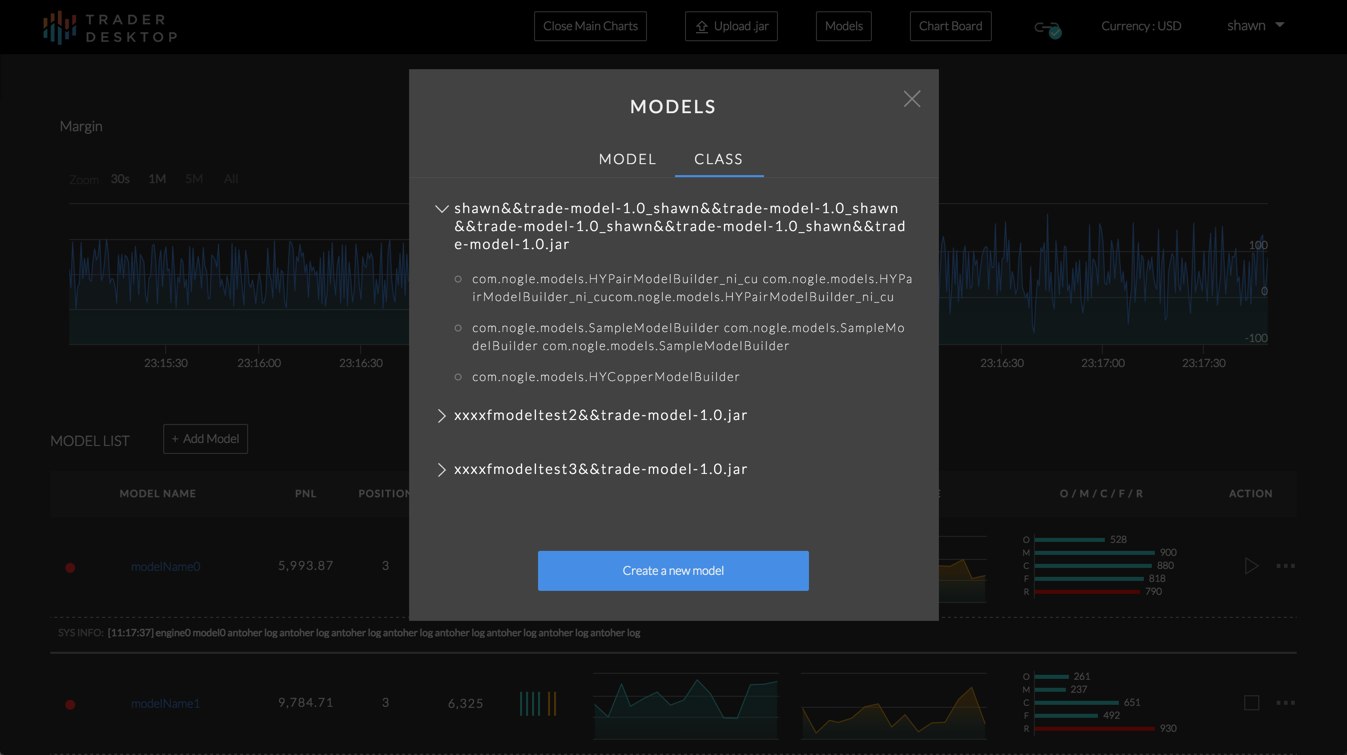 TRADER
DESKTOP
Close Main Charts
Upload .jar
Models
Chart Board
Currency : USD
shawn
Margin
Zoom 30s 1M 5M All
100
0
-100
23:15:30 23:16:00 23:16:30
23:16:30 23:17:00 23:17:30
MODELS
MODEL CLASS
shawn&&trade-model-1.0_shawn&&trade-model-1.0_shawn
&&trade-model-1.0_shawn&&trade-model-1.0_shawn&&trad
e-model-1.0.jar
com.nogle.models.HYPairModelBuilder_ni_cu com.nogle.models.HYPa
irModelBuilder_ni_cucom.nogle.models.HYPairModelBuilder_ni_cu
com.nogle.models.SampleModelBuilder com.nogle.models.SampleMo
delBuilder com.nogle.models.SampleModelBuilder
com.nogle.models.HYCopperModelBuilder
xxxxfmodeltest2&&trade-model-1.0.jar
xxxxfmodeltest3&&trade-model-1.0.jar
Create a new model
MODEL LIST
+ Add Model
MODEL NAME PNL POSITION O / M / C / F / R ACTION
modelName0 5,993.87 3
O 528
M 900
C 880
F 818
R 790
SYS INFO: [11:17:37] engine0 model0 antoher log antoher log antoher log antoher log antoher log antoher log antoher log antoher log
modelName1 9,784.71 3 6,325
O 261
M 237
C 651
F 492
R 930